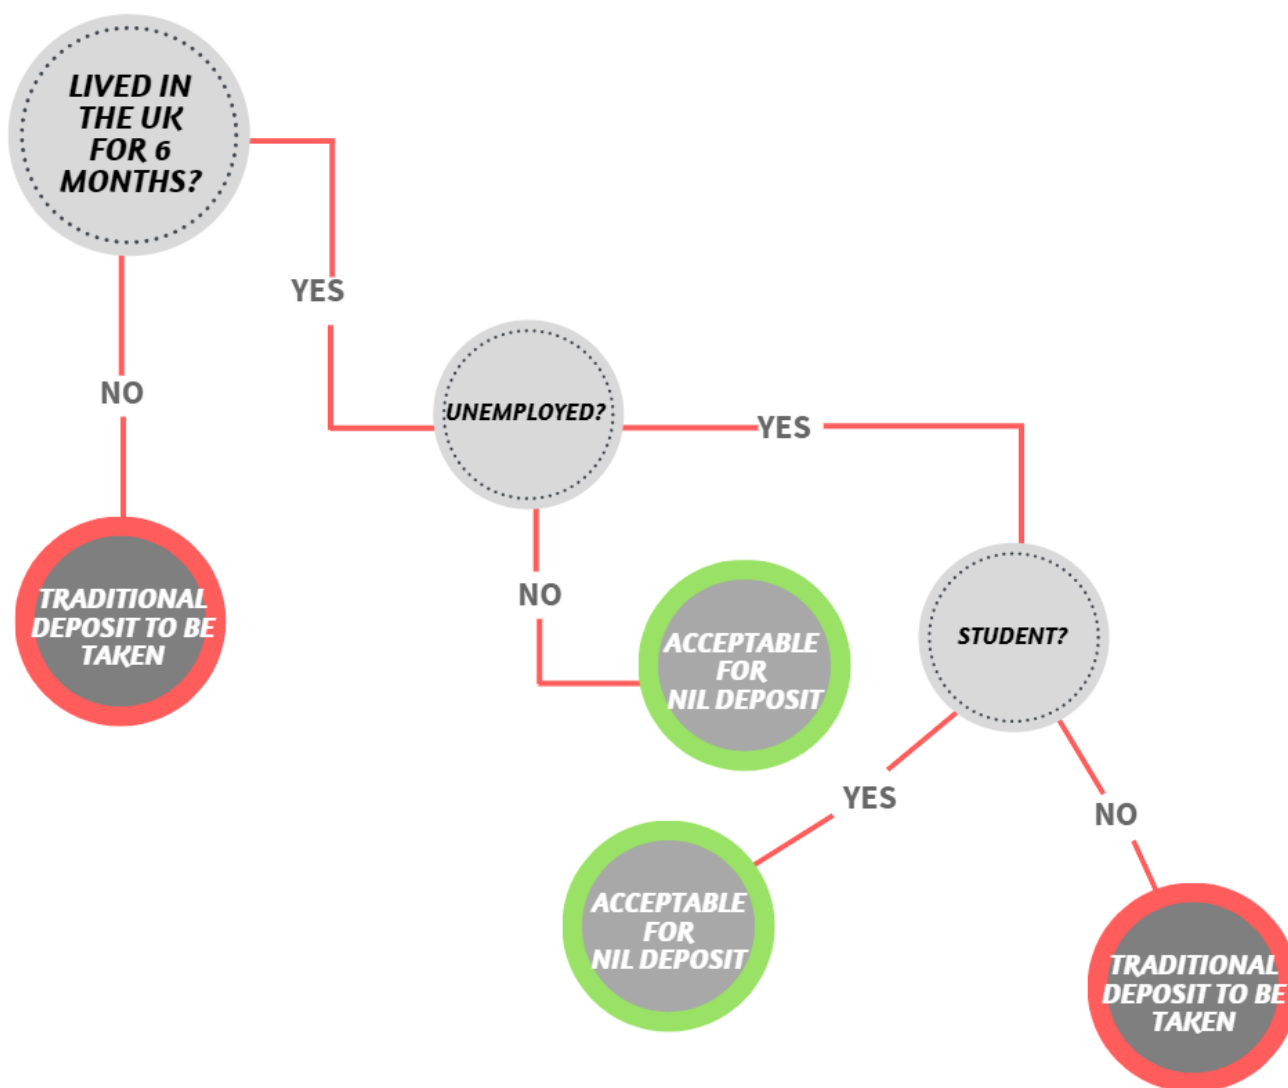 LIVED IN
THE UK
FOR 6
MONTHS?
YES
NO
UNEMPLOYED?
YES
NO
TRADITIONAL
DEPOSIT TO BE
TAKEN
ACCEPTABLE
FOR
NIL DEPOSIT
STUDENT?
YES
NO
ACCEPTABLE
FOR
NIL DEPOSIT
TRADITIONAL
DEPOSIT TO BE
TAKEN